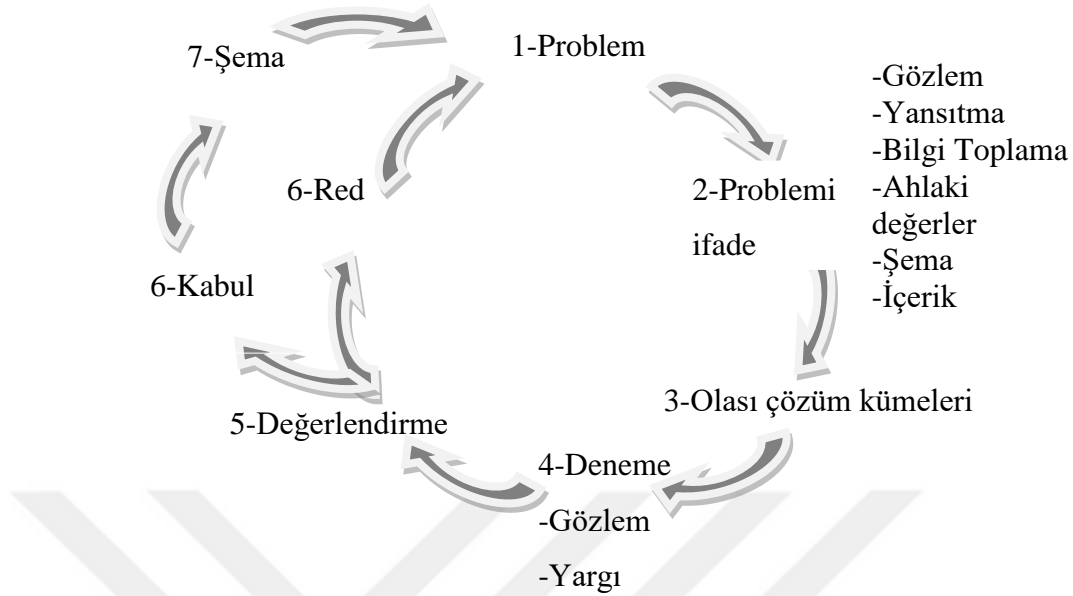 1-Problem
-Gözlem
-Yansıtma
-Bilgi Toplama
-Ahlaki
değerler
-Şema
-İçerik
2-Problemi
ifade
3-Olası çözüm kümeleri
4-Deneme
-Gözlem
-Yargı
5-Değerlendirme
6-Kabul
6-Red
7-Şema